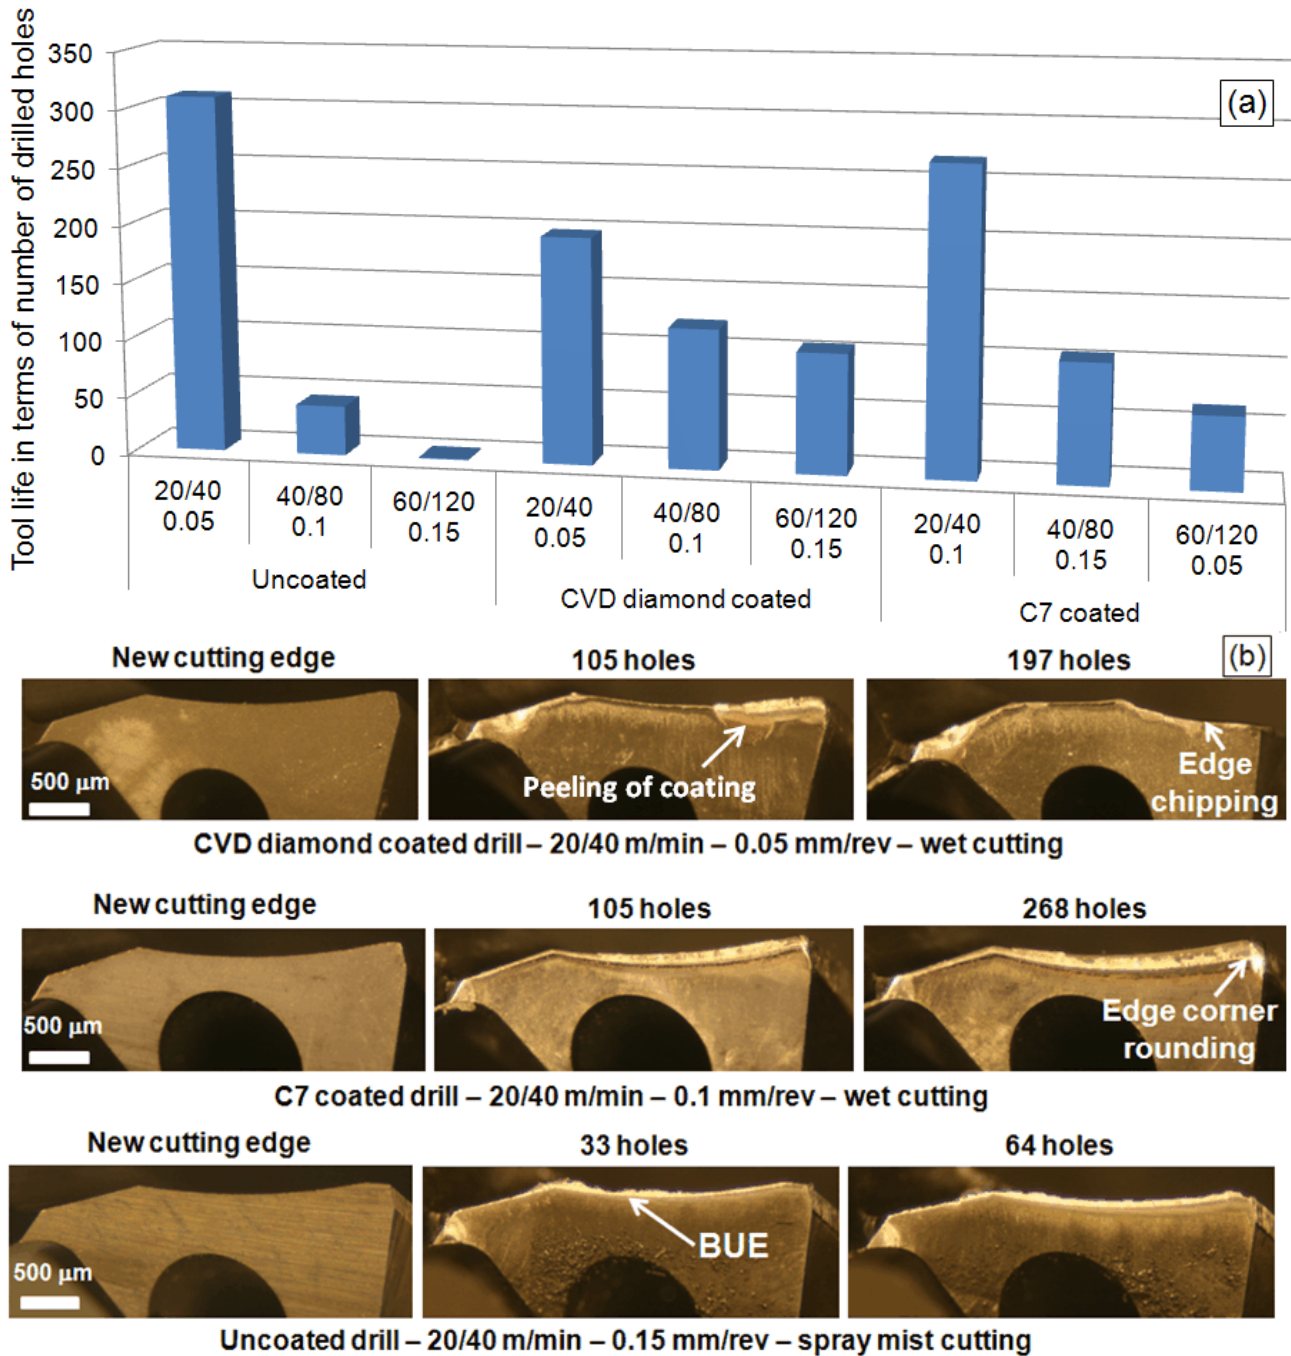 Tool life in terms of number of drilled holes
350
300
250
200
150
100
50
0
(a)
20/40 0.05
40/80 0.1
60/120 0.15
20/40 0.05
40/80 0.1
60/120 0.15
20/40 0.1
40/80 0.15
60/120 0.05
Uncoated
CVD diamond coated
C7 coated
(b)
New cutting edge
105 holes
197 holes
500 μm
Peeling of coating
Edge
chipping
CVD diamond coated drill – 20/40 m/min – 0.05 mm/rev – wet cutting
New cutting edge
105 holes
268 holes
500 μm
Edge corner
rounding
C7 coated drill – 20/40 m/min – 0.1 mm/rev – wet cutting
New cutting edge
33 holes
64 holes
500 μm
BUE
Uncoated drill – 20/40 m/min – 0.15 mm/rev – spray mist cutting